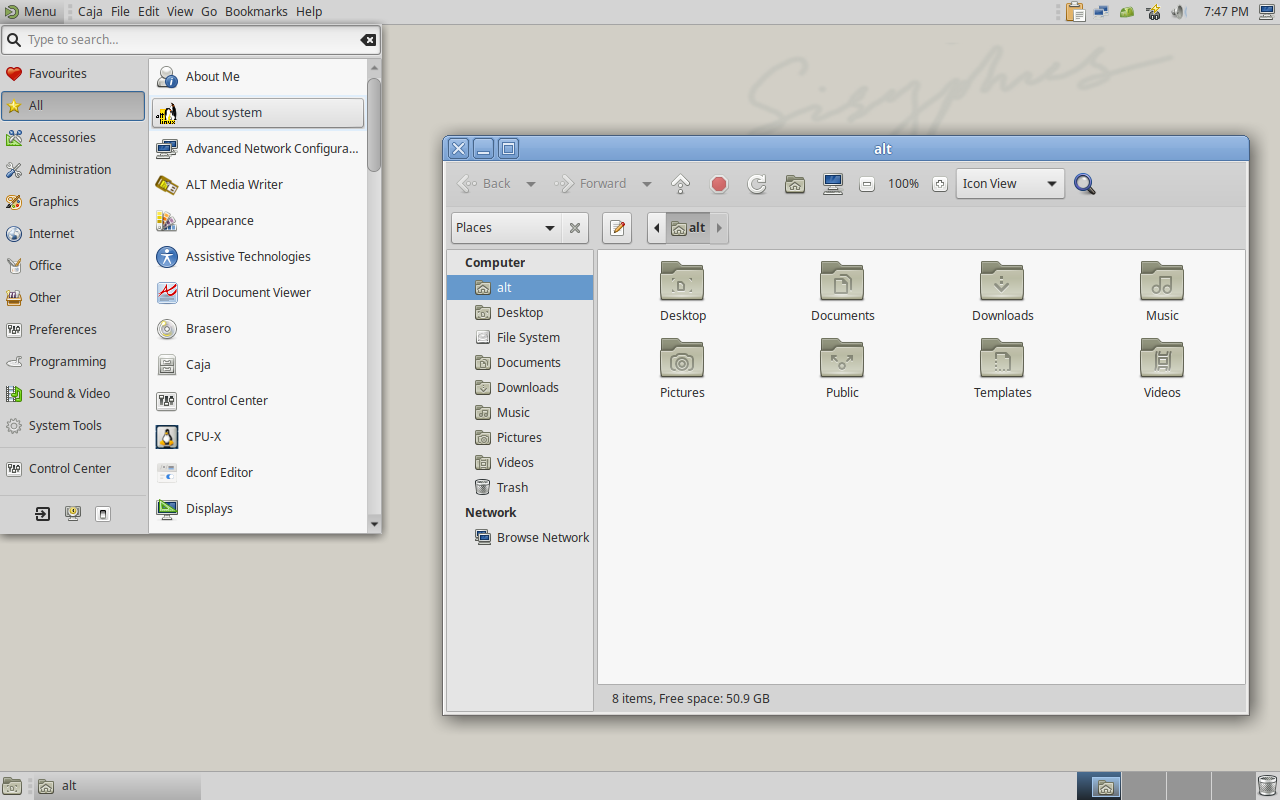 Menu Caja File Edit View Go Bookmarks Help 7:47 PM
Type to search...
Favourites
All
Accessories
Administration
Graphics
Internet
Office
Other
Preferences
Programming
Sound & Video
System Tools
Control Center
About Me
About system
Advanced Network Configura...
ALT Media Writer
Appearance
Assistive Technologies
Atril Document Viewer
Brasero
Caja
Control Center
CPU-X
dconf Editor
Displays
Sisyphus
alt
Back Forward 100% Icon View
Places alt
Computer
alt
Desktop
File System
Documents
Downloads
Music
Pictures
Videos
Trash
Network
Browse Network
Desktop Documents Downloads Music
Pictures Public Templates Videos
8 items, Free space: 50.9 GB
alt